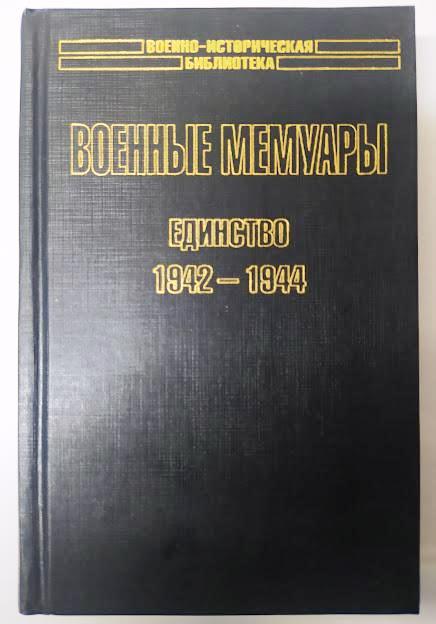 ВОЕННО-ИСТОРИЧЕСКАЯ
БИБЛИОТЕКА
ВОЕННЫЕ МЕМУАРЫ
ЕДИНСТВО
1942 – 1944